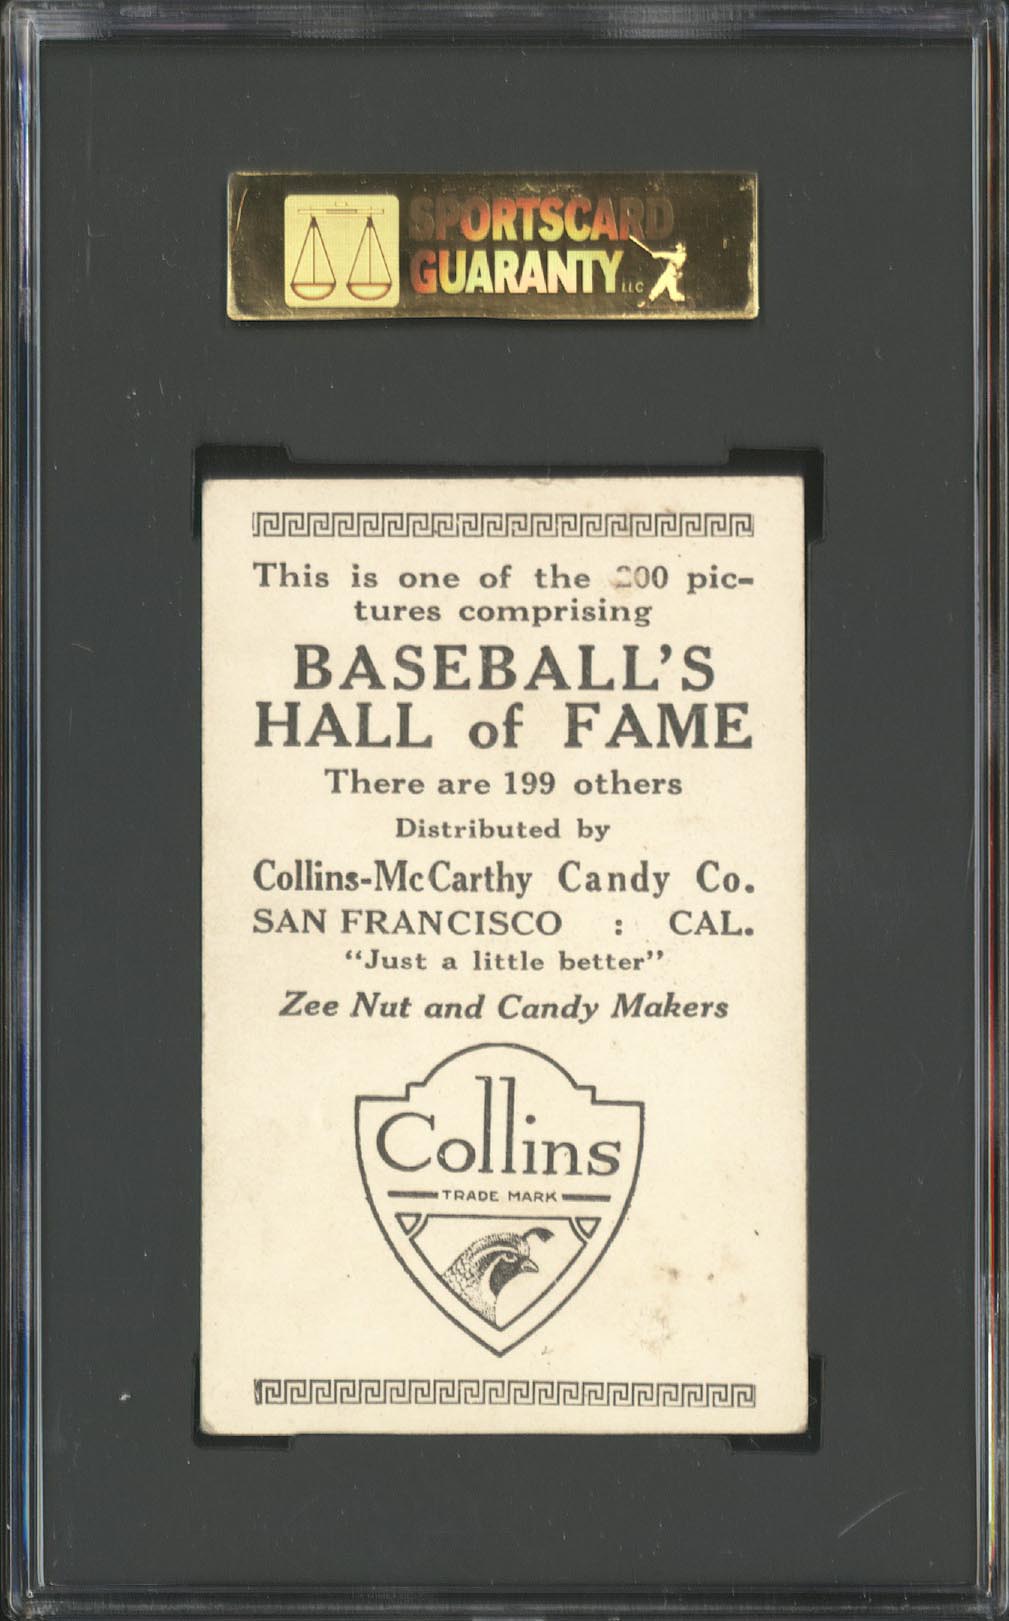 SPORTSCARD
GUARANTY LLC
This is one of the 200 pic-
tures comprising
BASEBALL'S
HALL of FAME
There are 199 others
Distributed by
Collins-McCarthy Candy Co.
SAN FRANCISCO : CAL.
"Just a little better"
Zee Nut and Candy Makers
Collins
TRADE MARK